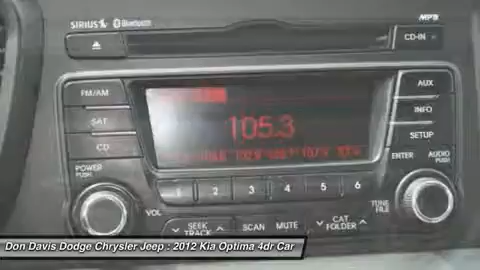 SIRIUS Bluetooth MP3
CD-IN
FM/AM AUX
105.3 INFO
SAT SETUP
CD ENTER AUDIO
POWER PUSH
PUSH
1 2 3 4 5 6
VOL SEEK SCAN MUTE CAT TUNE
TRACK FOLDER FILE
Don Davis Dodge Chrysler Jeep : 2012 Kia Optima 4dr Car